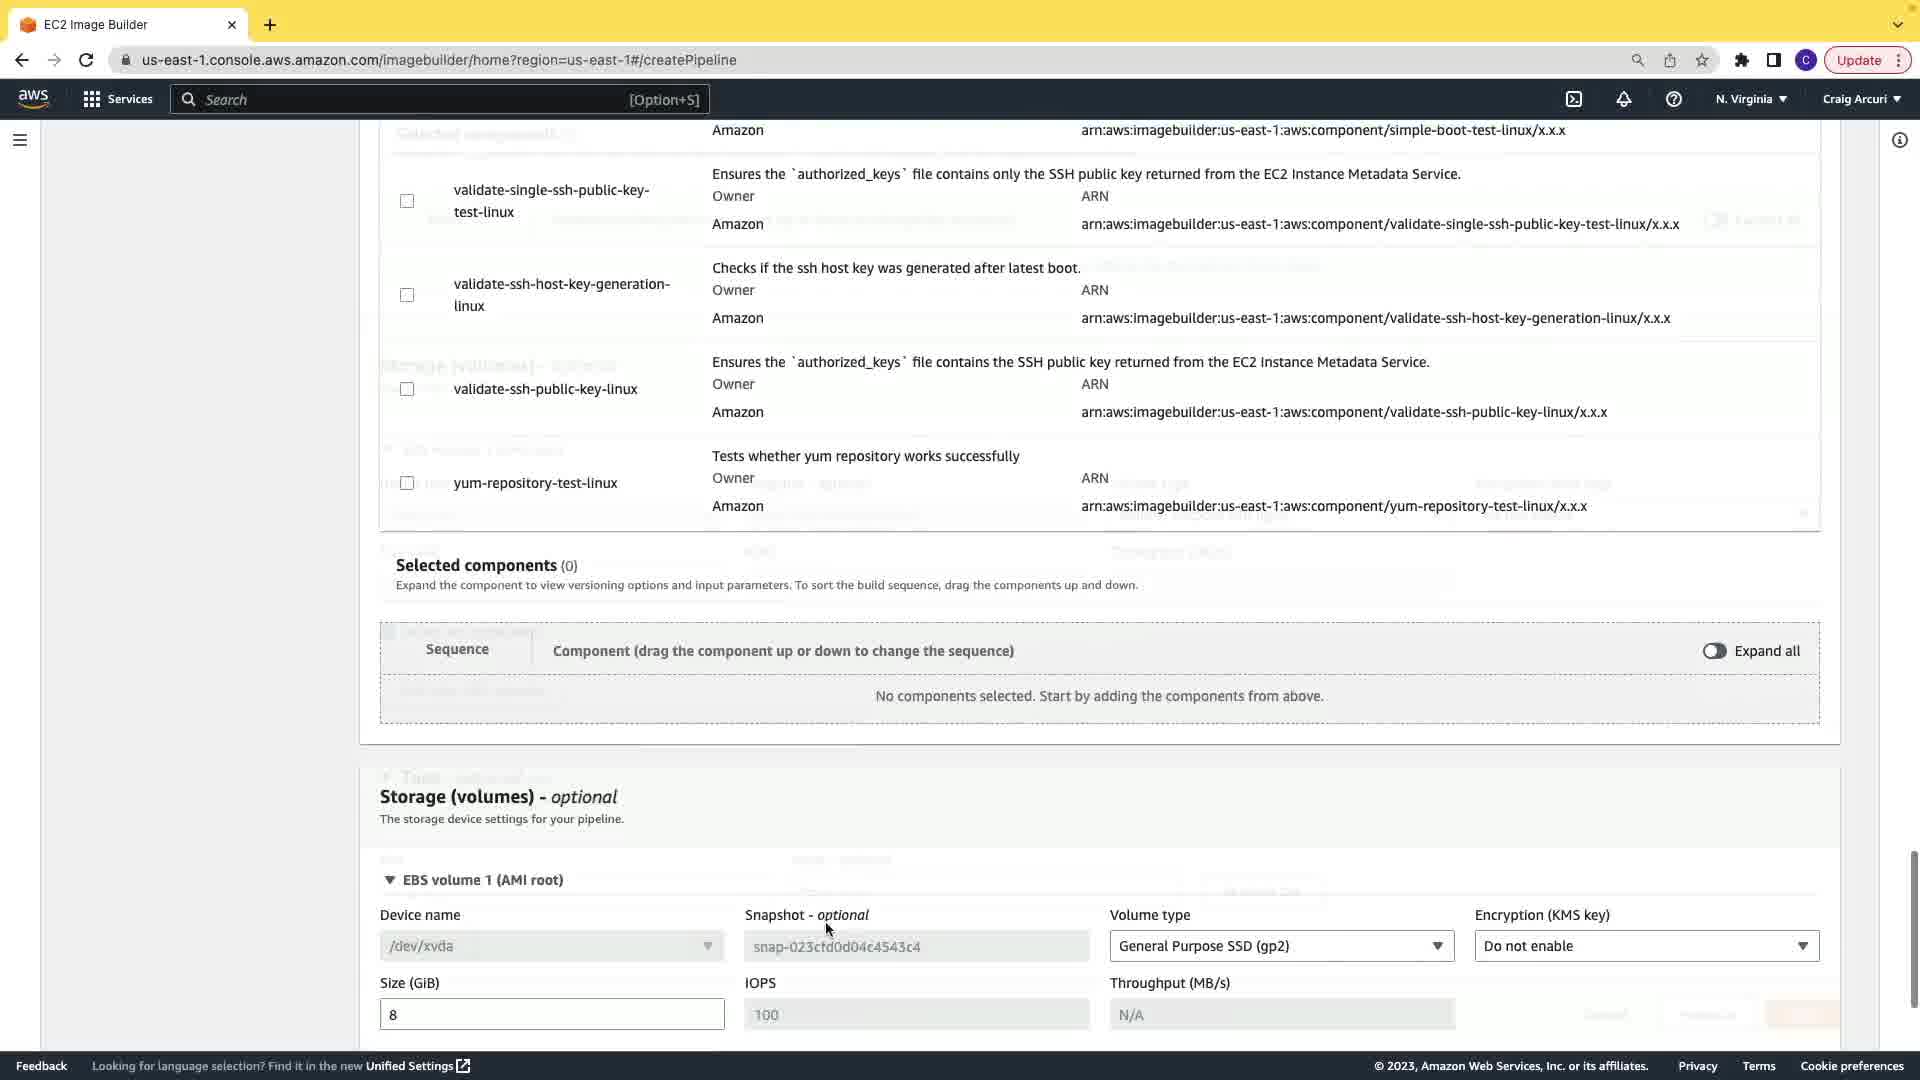 EC2 Image Builder
us-east-1.console.aws.amazon.com/imagebuilder/home?region=us-east-1#/createPipeline
C
Update
aws
Services
Search
[Option+S]
N. Virginia
Craig Arcuri
Amazon
arn:aws:imagebuilder:us-east-1:aws:component/simple-boot-test-linux/x.x.x
validate-single-ssh-public-key-
test-linux
Ensures the `authorized_keys` file contains only the SSH public key returned from the EC2 Instance Metadata Service.
Owner
ARN
Amazon
arn:aws:imagebuilder:us-east-1:aws:component/validate-single-ssh-public-key-test-linux/x.x.x
validate-ssh-host-key-generation-
linux
Checks if the ssh host key was generated after latest boot.
Owner
ARN
Amazon
arn:aws:imagebuilder:us-east-1:aws:component/validate-ssh-host-key-generation-linux/x.x.x
validate-ssh-public-key-linux
Ensures the `authorized_keys` file contains the SSH public key returned from the EC2 Instance Metadata Service.
Owner
ARN
Amazon
arn:aws:imagebuilder:us-east-1:aws:component/validate-ssh-public-key-linux/x.x.x
yum-repository-test-linux
Tests whether yum repository works successfully
Owner
ARN
Amazon
arn:aws:imagebuilder:us-east-1:aws:component/yum-repository-test-linux/x.x.x
Selected components (0)
Expand the component to view versioning options and input parameters. To sort the build sequence, drag the components up and down.
Sequence
Component (drag the component up or down to change the sequence)
Expand all
No components selected. Start by adding the components from above.
Storage (volumes) - optional
The storage device settings for your pipeline.
EBS volume 1 (AMI root)
Device name
Snapshot - optional
Volume type
Encryption (KMS key)
/dev/xvda
snap-023cfd0d04c4543c4
General Purpose SSD (gp2)
Do not enable
Size (GiB)
IOPS
Throughput (MB/s)
8
100
N/A
Feedback
Looking for language selection? Find it in the new Unified Settings
© 2023, Amazon Web Services, Inc. or its affiliates.
Privacy
Terms
Cookie preferences